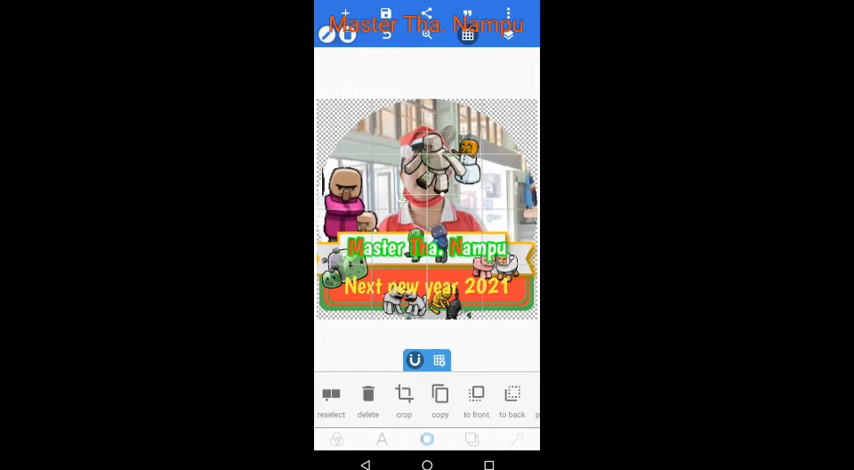 Master Tha. Nampu
Master Tha. Nampu
Next new year 2021
reselect delete crop copy to front to back